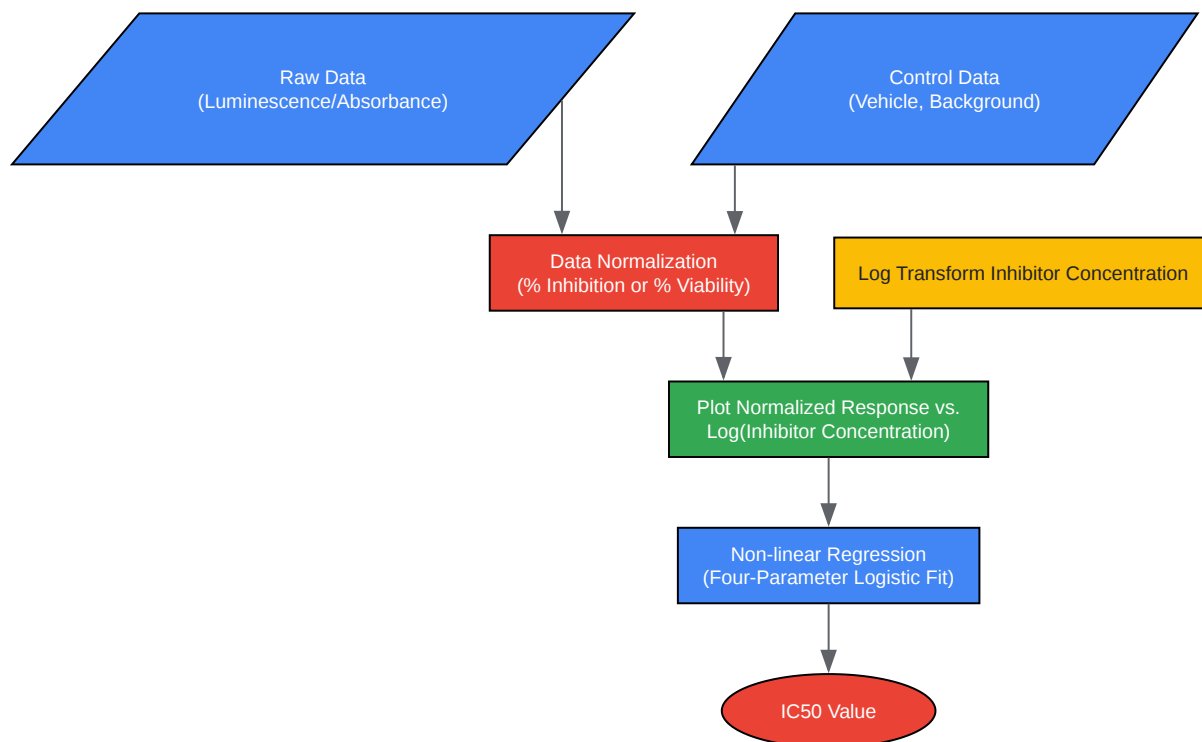 Raw Data
(Luminescence/Absorbance)
Control Data
(Vehicle, Background)
Data Normalization
(% Inhibition or % Viability)
Log Transform Inhibitor Concentration
Plot Normalized Response vs.
Log(Inhibitor Concentration)
Non-linear Regression
(Four-Parameter Logistic Fit)
IC50 Value